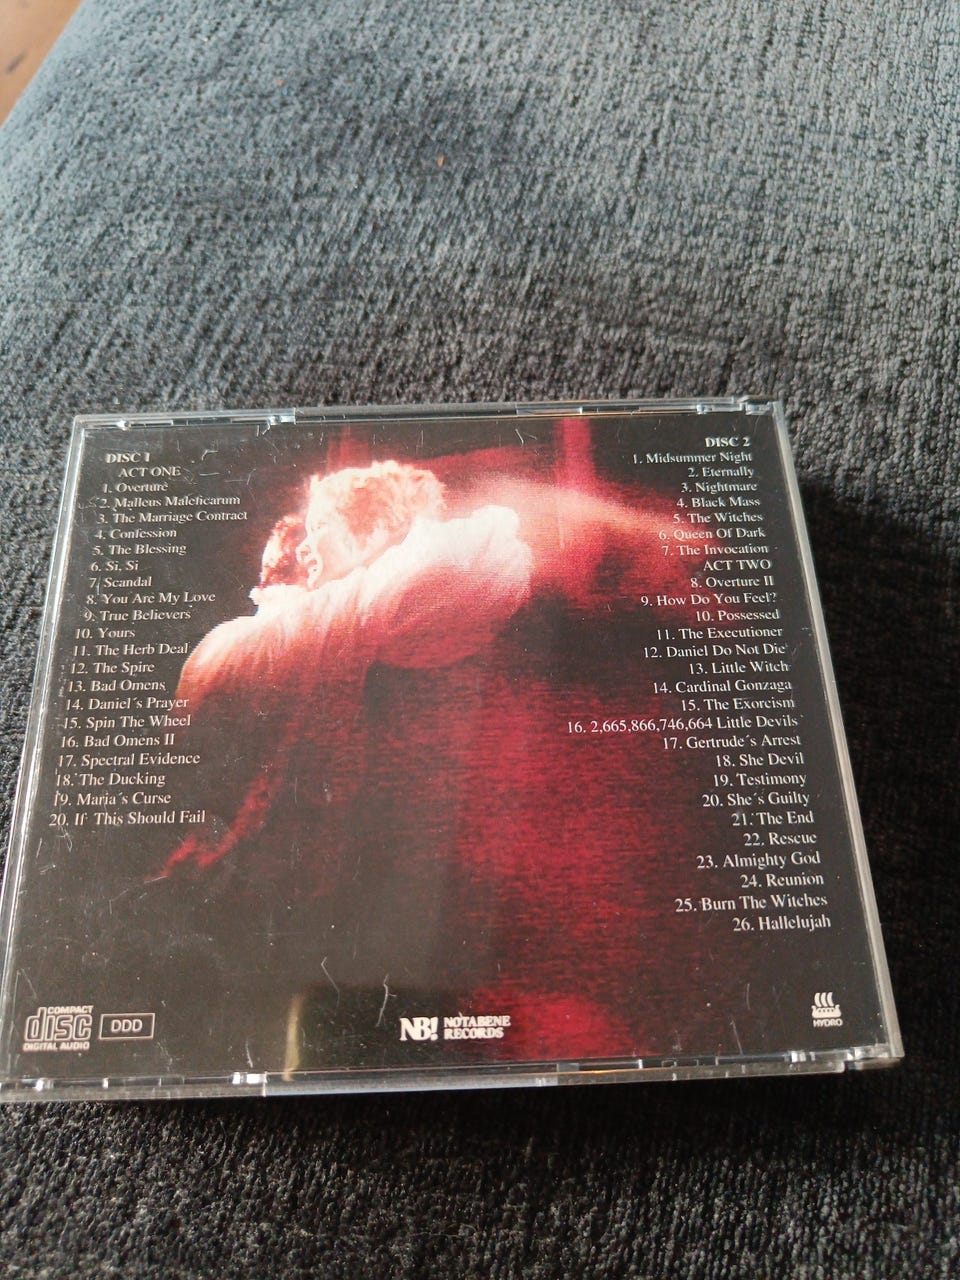 DISC 1
ACT ONE
1. Overture
2. Malleus Maleficarum
3. The Marriage Contract
4. Confession
5. The Blessing
6. Si, Si
7. Scandal
8. You Are My Love
9. True Believers
10. Yours
11. The Herb Deal
12. The Spire
13. Bad Omens
14. Daniel´s Prayer
15. Spin The Wheel
16. Bad Omens II
17. Spectral Evidence
18. The Ducking
19. Maria´s Curse
20. If This Should Fail
DISC 2
1. Midsummer Night
2. Eternally
3. Nightmare
4. Black Mass
5. The Witches
6. Queen Of Dark
7. The Invocation
ACT TWO
8. Overture II
9. How Do You Feel?
10. Possessed
11. The Executioner
12. Daniel Do Not Die
13. Little Witch
14. Cardinal Gonzaga
15. The Exorcism
16. 2,665,866,746,664 Little Devils
17. Gertrude´s Arrest
18. She Devil
19. Testimony
20. She´s Guilty
21. The End
22. Rescue
23. Almighty God
24. Reunion
25. Burn The Witches
26. Hallelujah
COMPACT
disc
DIGITAL AUDIO
DDD
NB!
NOTABENE
RECORDS
HYDRO